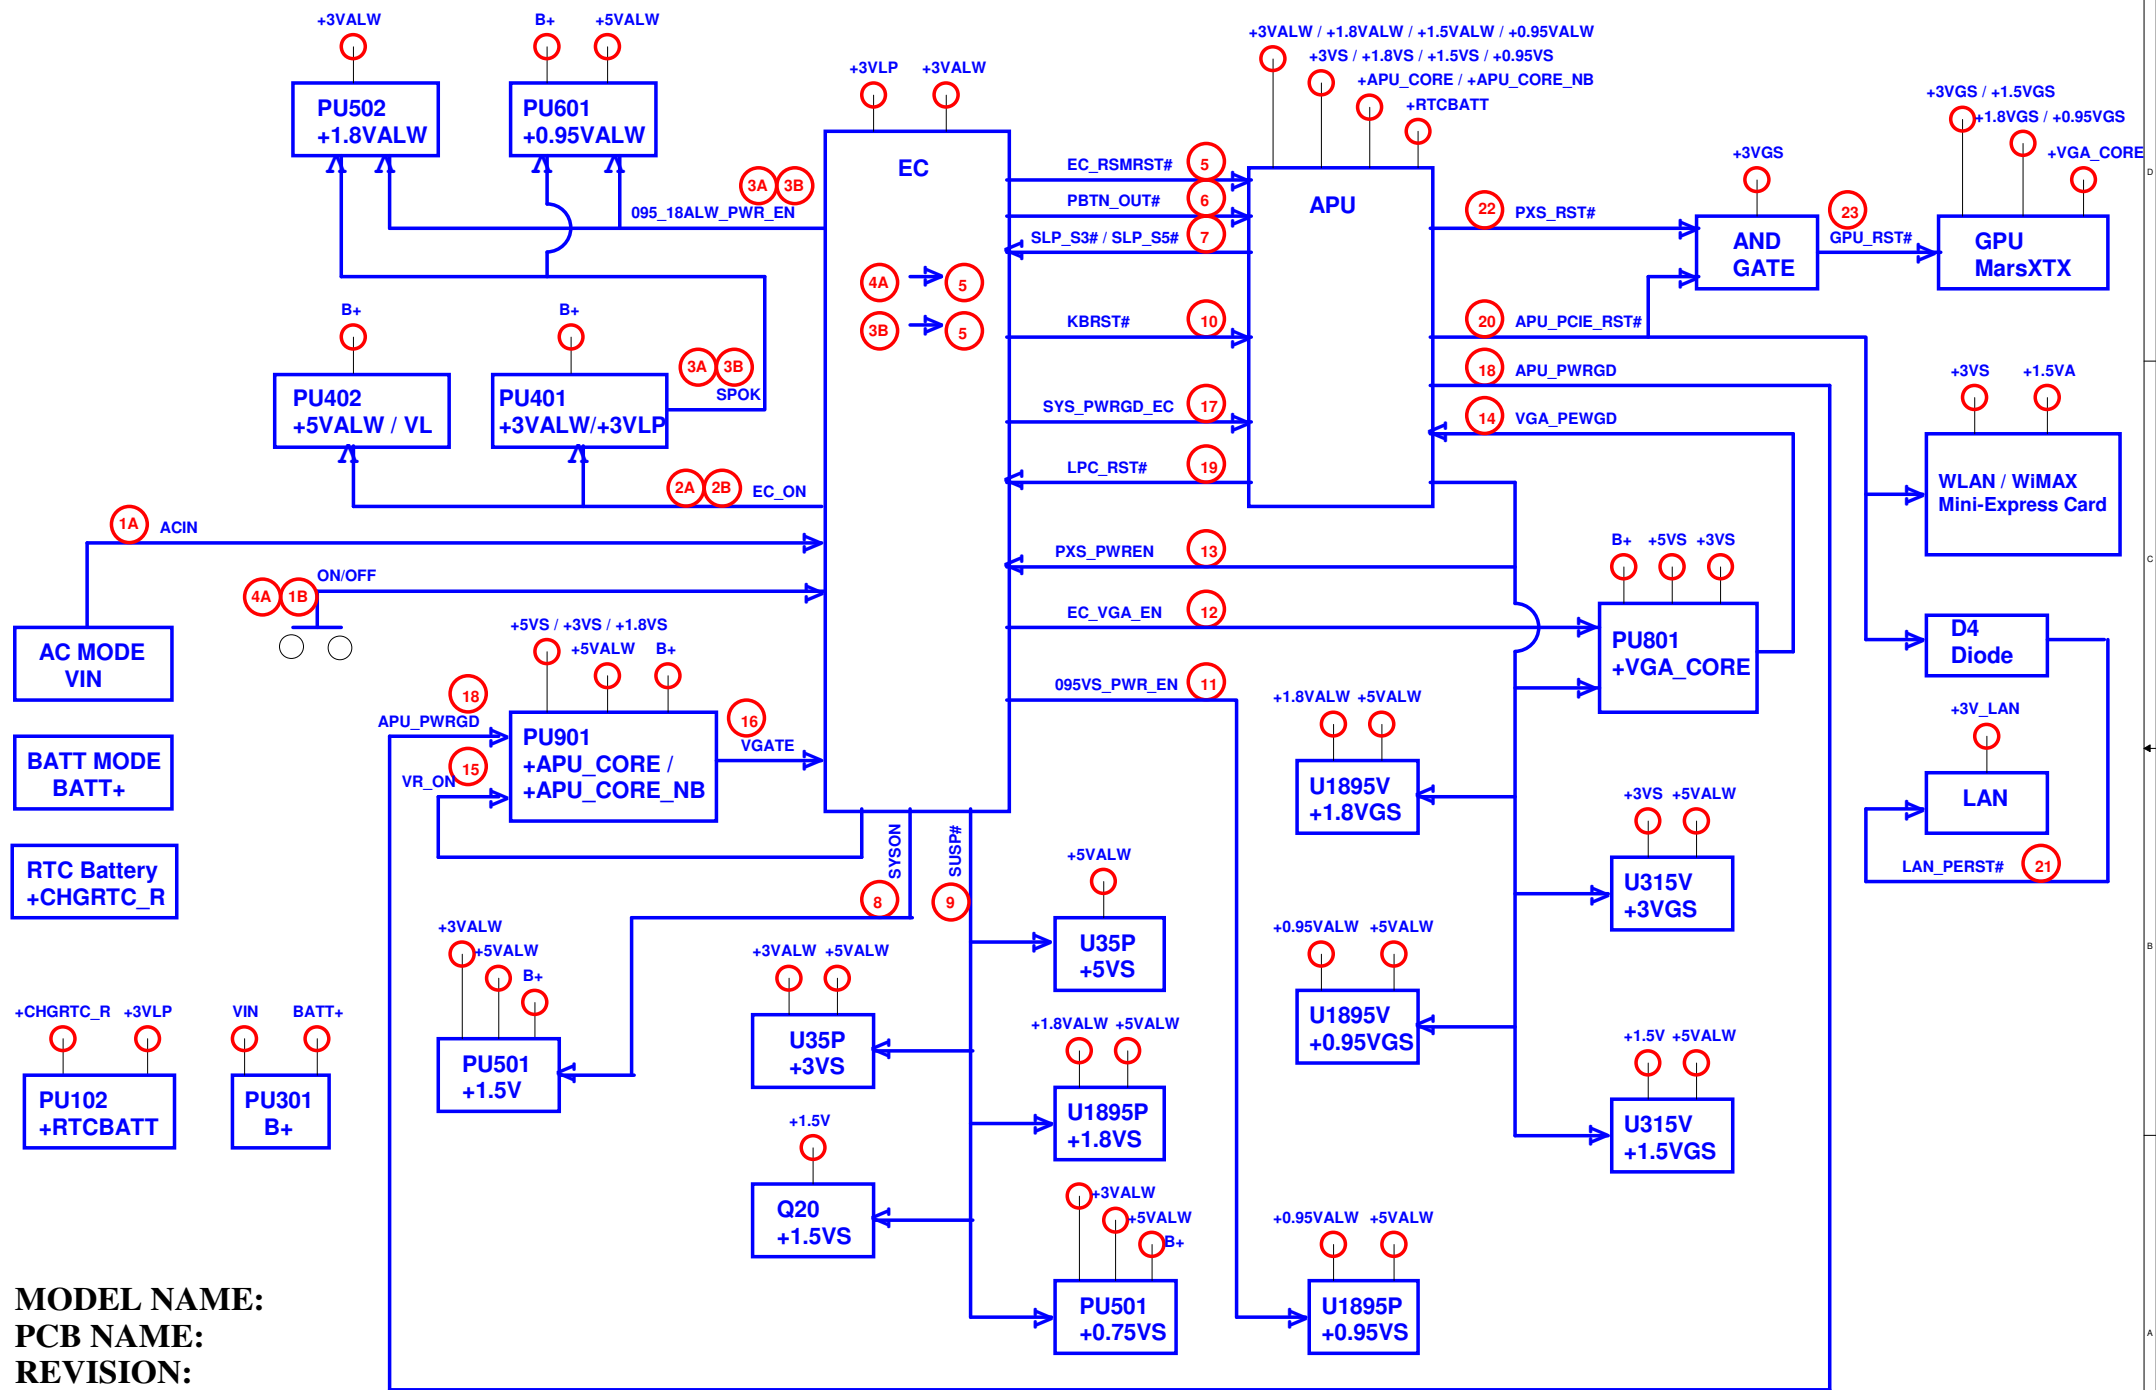 +3VALW
B+
+5VALW
PU502
+1.8VALW
PU601
+0.95VALW
3A
3B
095_18ALW_PWR_EN
B+
B+
PU402
+5VALW / VL
PU401
+3VALW/+3VLP
3A
3B
SPOK
2A
2B
EC_ON
1A
ACIN
ON/OFF
4A
1B
AC MODE
VIN
BATT MODE
BATT+
RTC Battery
+CHGRTC_R
+CHGRTC_R
+3VLP
PU102
+RTCBATT
VIN
BATT+
PU301
B+
+3VLP
+3VALW
EC
4A
5
3B
5
+5VS / +3VS / +1.8VS
+5VALW
B+
18
APU_PWRGD
15
VR_ON
PU901
+APU_CORE /
+APU_CORE_NB
16
VGATE
SYSON
8
SUSP#
9
+3VALW
+5VALW
B+
PU501
+1.5V
+3VALW
+5VALW
U35P
+3VS
+1.5V
Q20
+1.5VS
+5VALW
U35P
+5VS
+1.8VALW
+5VALW
U1895P
+1.8VS
+3VALW
+5VALW
B+
PU501
+0.75VS
+3VALW / +1.8VALW / +1.5VALW / +0.95VALW
+3VS / +1.8VS / +1.5VS / +0.95VS
+APU_CORE / +APU_CORE_NB
+RTCBATT
EC_RSMRST#
5
PBTN_OUT#
6
SLP_S3# / SLP_S5#
7
KBRST#
10
SYS_PWRGD_EC
17
LPC_RST#
19
PXS_PWREN
13
EC_VGA_EN
12
095VS_PWR_EN
11
APU
22
PXS_RST#
20
APU_PCIE_RST#
18
APU_PWRGD
14
VGA_PEWGD
+3VGS
AND
GATE
23
GPU_RST#
+3VGS / +1.5VGS
+1.8VGS / +0.95VGS
+VGA_CORE
GPU
MarsXTX
+3VS
+1.5VA
WLAN / WiMAX
Mini-Express Card
B+
+5VS
+3VS
PU801
+VGA_CORE
D4
Diode
+3V_LAN
LAN
LAN_PERST#
21
+1.8VALW
+5VALW
U1895V
+1.8VGS
+3VS
+5VALW
U315V
+3VGS
+0.95VALW
+5VALW
U1895V
+0.95VGS
+1.5V
+5VALW
U315V
+1.5VGS
+0.95VALW
+5VALW
U1895P
+0.95VS
MODEL NAME:
PCB NAME:
REVISION:
D
C
B
A